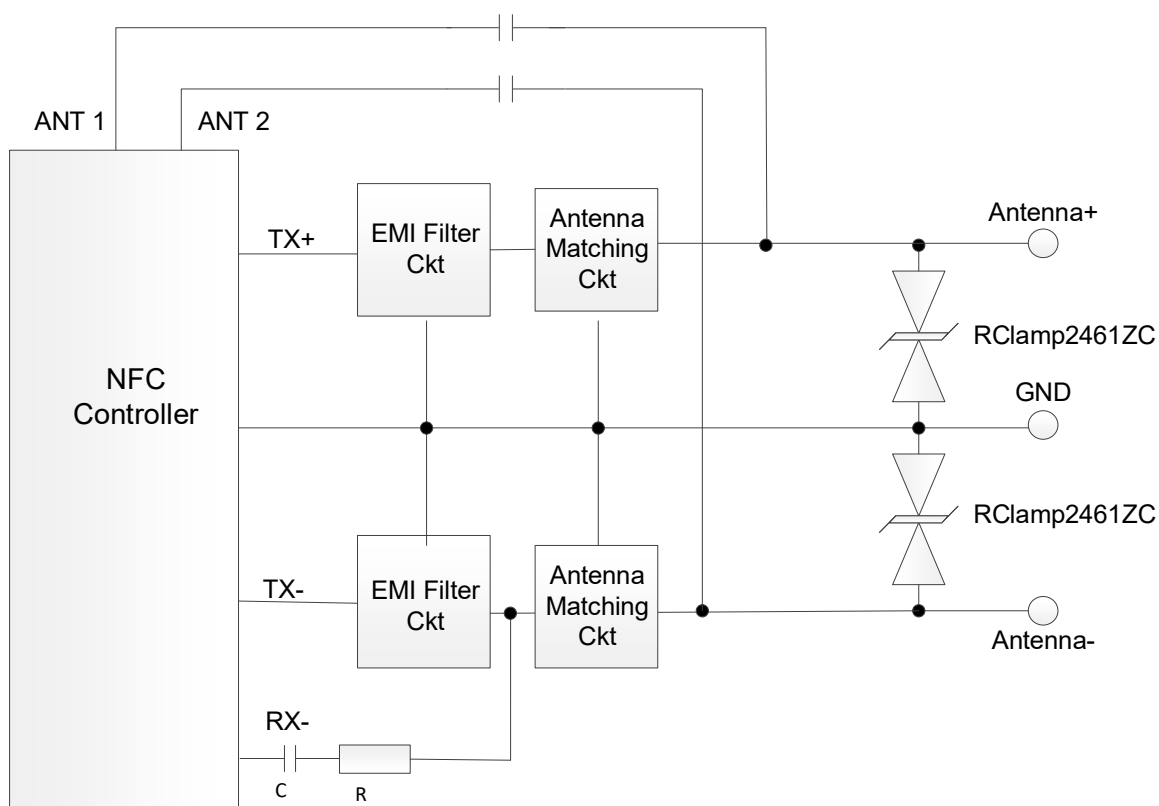 ANT 1
ANT 2
Antenna+
TX+
EMI Filter
Ckt
Antenna
Matching
Ckt
RClamp2461ZC
NFC
Controller
GND
RClamp2461ZC
TX-
EMI Filter
Ckt
Antenna
Matching
Ckt
Antenna-
RX-
C
R